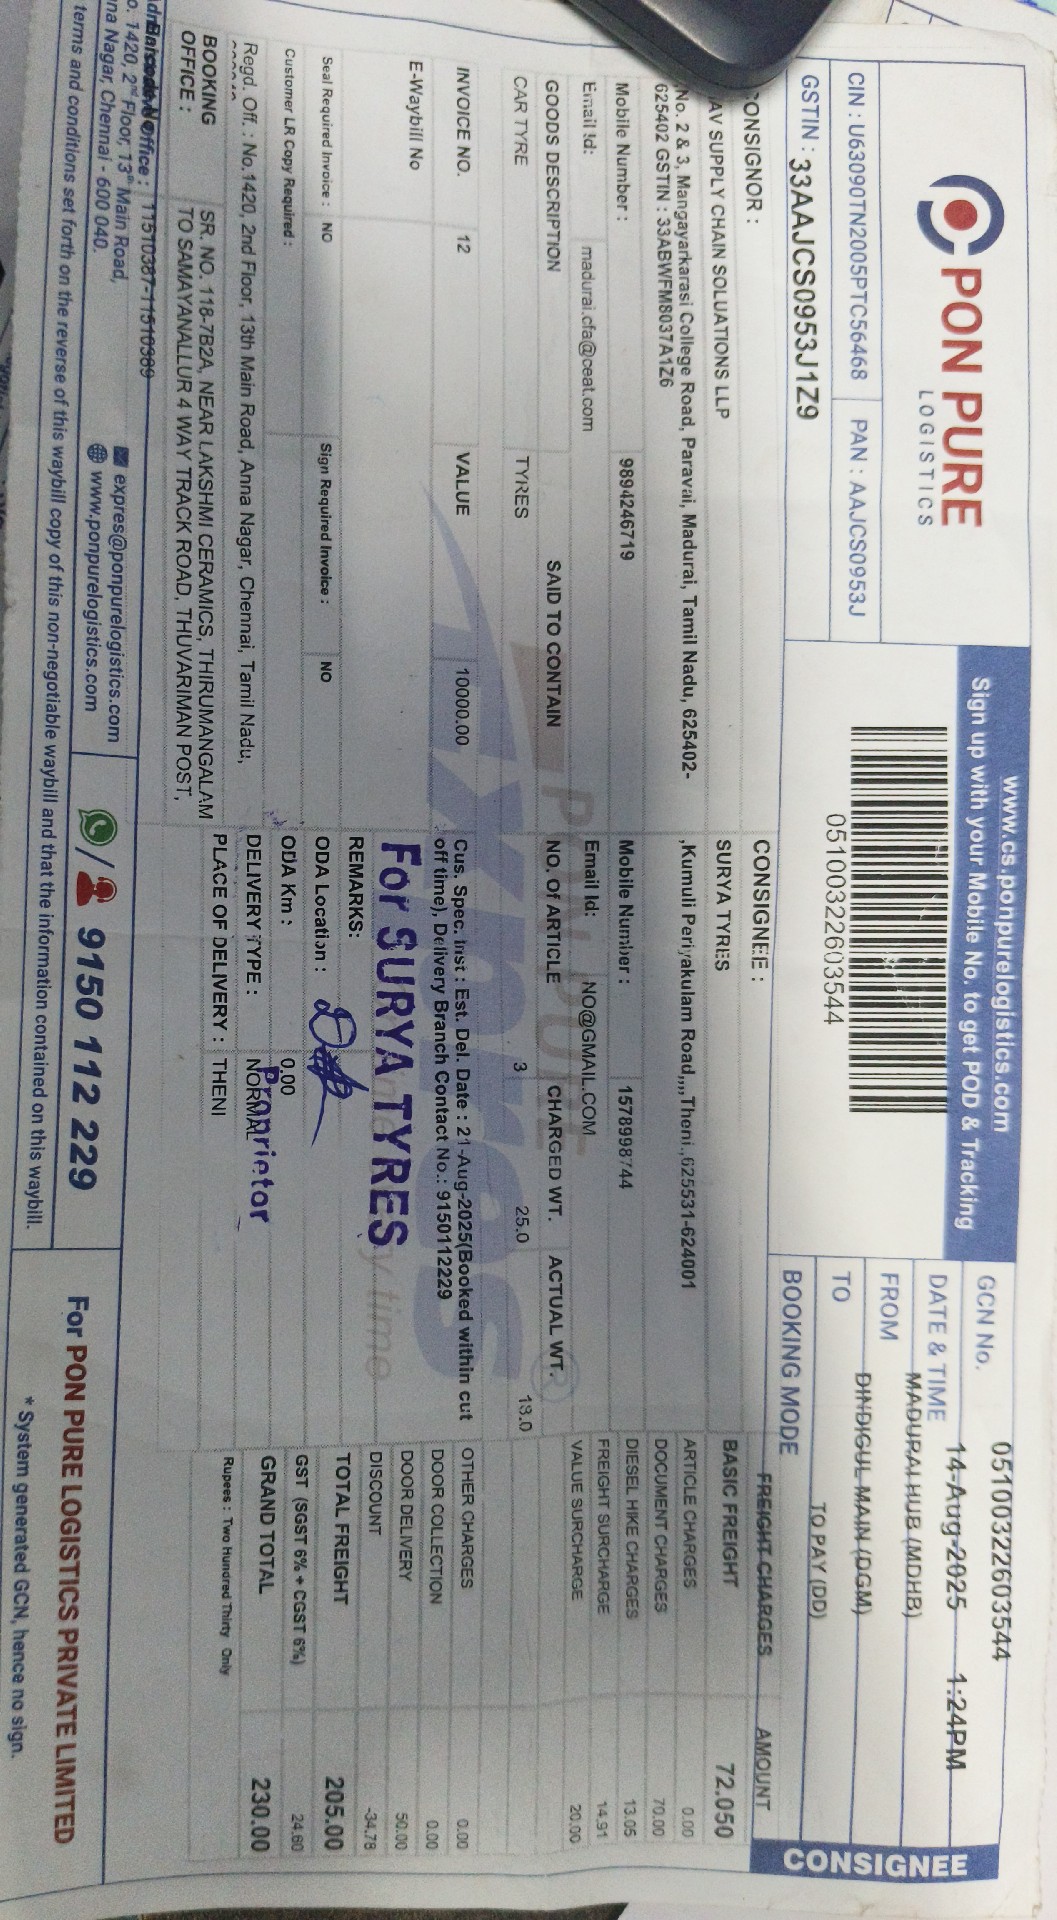 PON PURE
LOGISTICS
CIN : U63090TN2005PTC56468 PAN : AAJCS0953J
GSTIN : 33AAJCS0953J1Z9
www.cs.ponpurelogistics.com
Sign up with your Mobile No. to get POD & Tracking
05100322603544
GCN No. 05100322603544
DATE & TIME 14-Aug-2025 1:24PM
FROM MADURAI HUB (MDHB)
TO DINDIGUL MAIN (DGM)
BOOKING MODE TO PAY (DD)
CONSIGNEE
ONSIGNOR :
AV SUPPLY CHAIN SOLUATIONS LLP
No. 2 & 3, Mangayarkarasi College Road, Paravai, Madurai, Tamil Nadu, 625402-
625402 GSTIN : 33ABWFM8037A1Z6
Mobile Number : 9894246719
Email Id: madurai.cfa@ceat.com
CONSIGNEE :
SURYA TYRES
,Kumuli Periyakulam Road,,,,Theni.,625531-624001
Mobile Number : 1578998744
Email Id: NO@GMAIL.COM
GOODS DESCRIPTION SAID TO CONTAIN NO. Of ARTICLE CHARGED WT. ACTUAL WT.
CAR TYRE TYRES 3 25.0 13.0
INVOICE NO. 12 VALUE 10000.00
E-Waybill No
Seal Required Invoice : NO Sign Required Invoice : NO
Customer LR Copy Required :
Regd. Off. : No.1420, 2nd Floor, 13th Main Road, Anna Nagar, Chennai, Tamil Nadu,
BOOKING
OFFICE :
SR. NO. 118-7B2A, NEAR LAKSHMI CERAMICS, THIRUMANGALAM
TO SAMAYANALLUR 4 WAY TRACK ROAD, THUVARIMAN POST,
Cus. Spec. Inst : Est. Del. Date : 21-Aug-2025(Booked within cut
off time), Delivery Branch Contact No.: 9150112229
For SURYA TYRES
REMARKS:
ODA Location :
ODA Km : 0.00
Proprietor
DELIVERY TYPE : NORMAL
PLACE OF DELIVERY : THENI
FREIGHT CHARGES AMOUNT
BASIC FREIGHT 72.050
ARTICLE CHARGES 0.00
DOCUMENT CHARGES 70.00
DIESEL HIKE CHARGES 13.05
FREIGHT SURCHARGE 14.91
VALUE SURCHARGE 20.00
OTHER CHARGES 0.00
DOOR COLLECTION 0.00
DOOR DELIVERY 50.00
DISCOUNT -34.78
TOTAL FREIGHT 205.00
GST (SGST 6% + CGST 6%) 24.60
GRAND TOTAL 230.00
Rupees : Two Hundred Thirty Only
11510387-11510389
o. 1420, 2nd Floor, 13th Main Road,
na Nagar, Chennai - 600 040.
expres@ponpurelogistics.com
www.ponpurelogistics.com
9150 112 229
For PON PURE LOGISTICS PRIVATE LIMITED
* System generated GCN, hence no sign.
terms and conditions set forth on the reverse of this waybill copy of this non-negotiable waybill and that the information contained on this waybill.